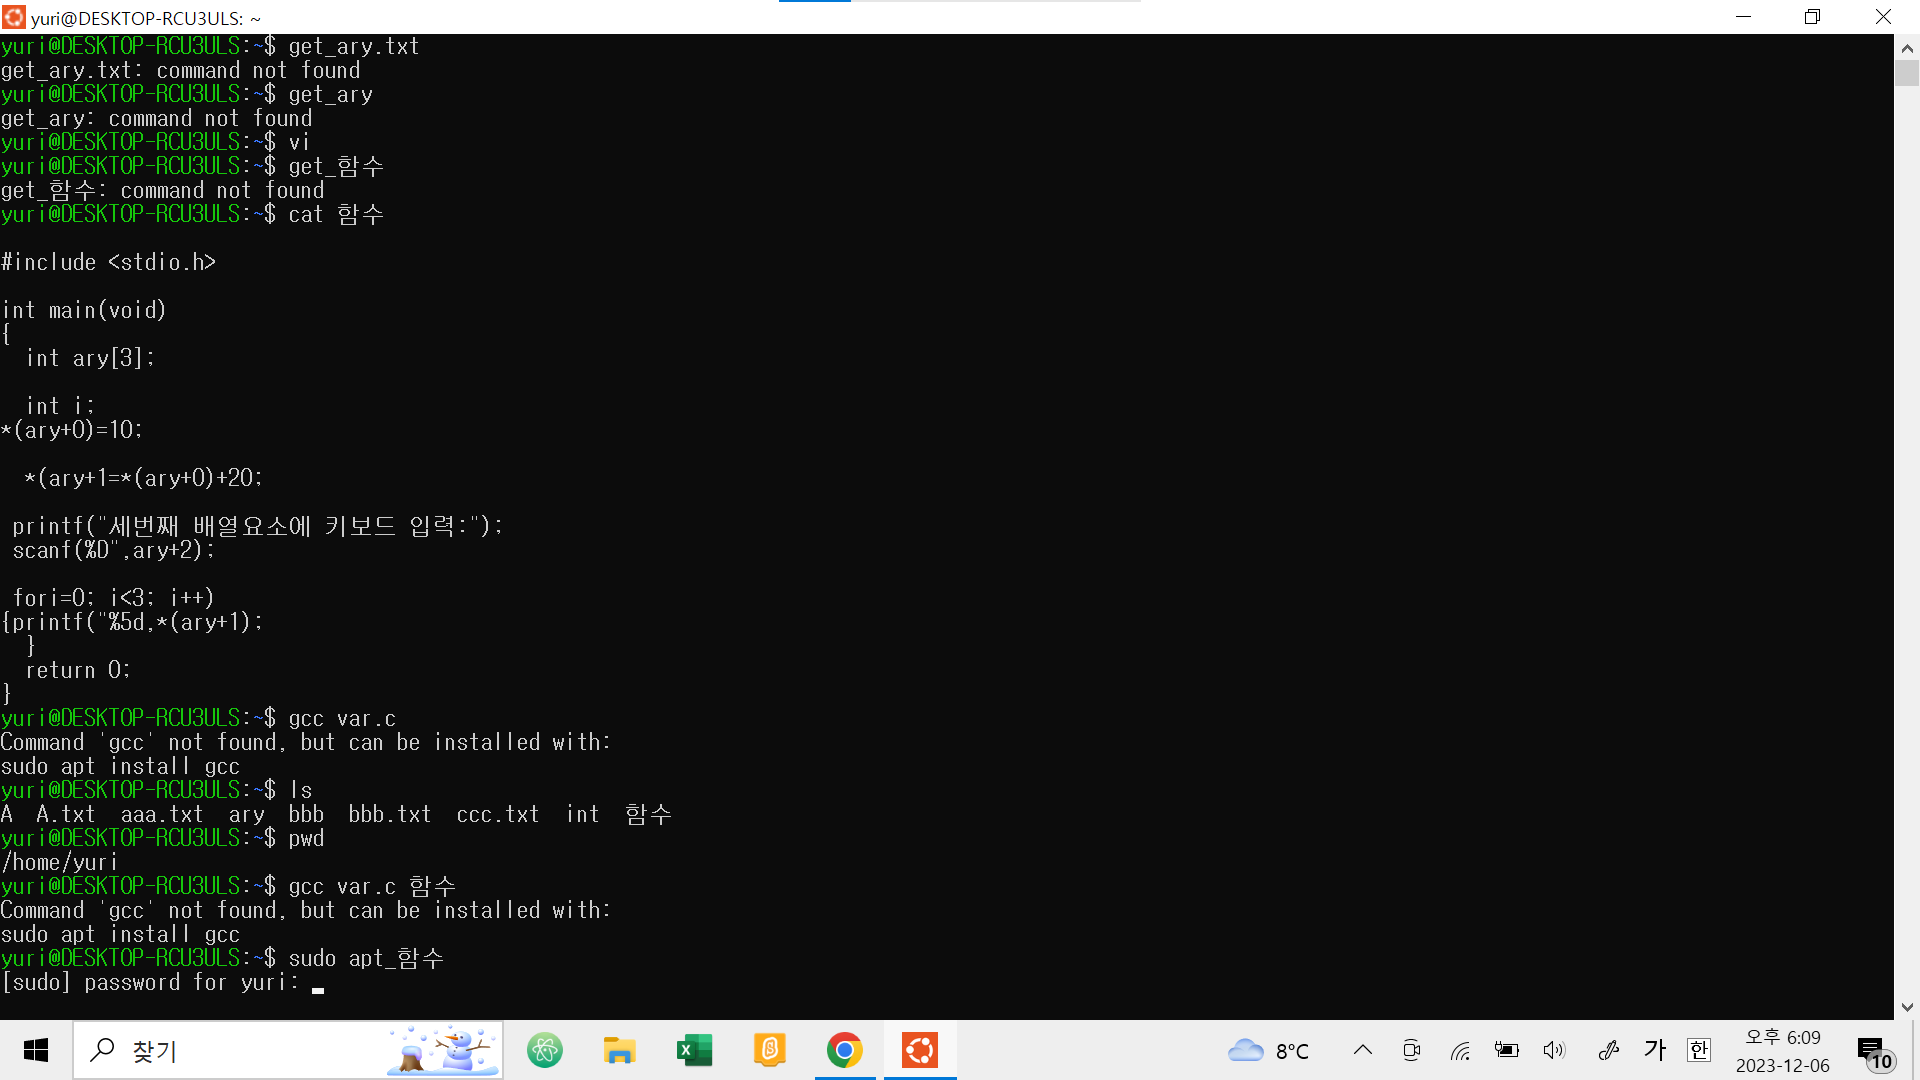 yuri@DESKTOP-RCU3ULS: ~
yuri@DESKTOP-RCU3ULS:~$ get_ary.txt
get_ary.txt: command not found
yuri@DESKTOP-RCU3ULS:~$ get_ary
get_ary: command not found
yuri@DESKTOP-RCU3ULS:~$ vi
yuri@DESKTOP-RCU3ULS:~$ get_함수
get_함수: command not found
yuri@DESKTOP-RCU3ULS:~$ cat 함수
#include <stdio.h>
int main(void)
{
int ary[3];
int i;
*(ary+0)=10;
*(ary+1=*(ary+0)+20;
printf("세번째 배열요소에 키보드 입력:");
scanf(%D",ary+2);
fori=0; i<3; i++)
{printf("%5d,*(ary+1);
}
return 0;
}
yuri@DESKTOP-RCU3ULS:~$ gcc var.c
Command 'gcc' not found, but can be installed with:
sudo apt install gcc
yuri@DESKTOP-RCU3ULS:~$ ls
A A.txt aaa.txt ary bbb bbb.txt ccc.txt int 함수
yuri@DESKTOP-RCU3ULS:~$ pwd
/home/yuri
yuri@DESKTOP-RCU3ULS:~$ gcc var.c 함수
Command 'gcc' not found, but can be installed with:
sudo apt install gcc
yuri@DESKTOP-RCU3ULS:~$ sudo apt_함수
[sudo] password for yuri:
찾기
8°C
가
한
오후 6:09
2023-12-06
10